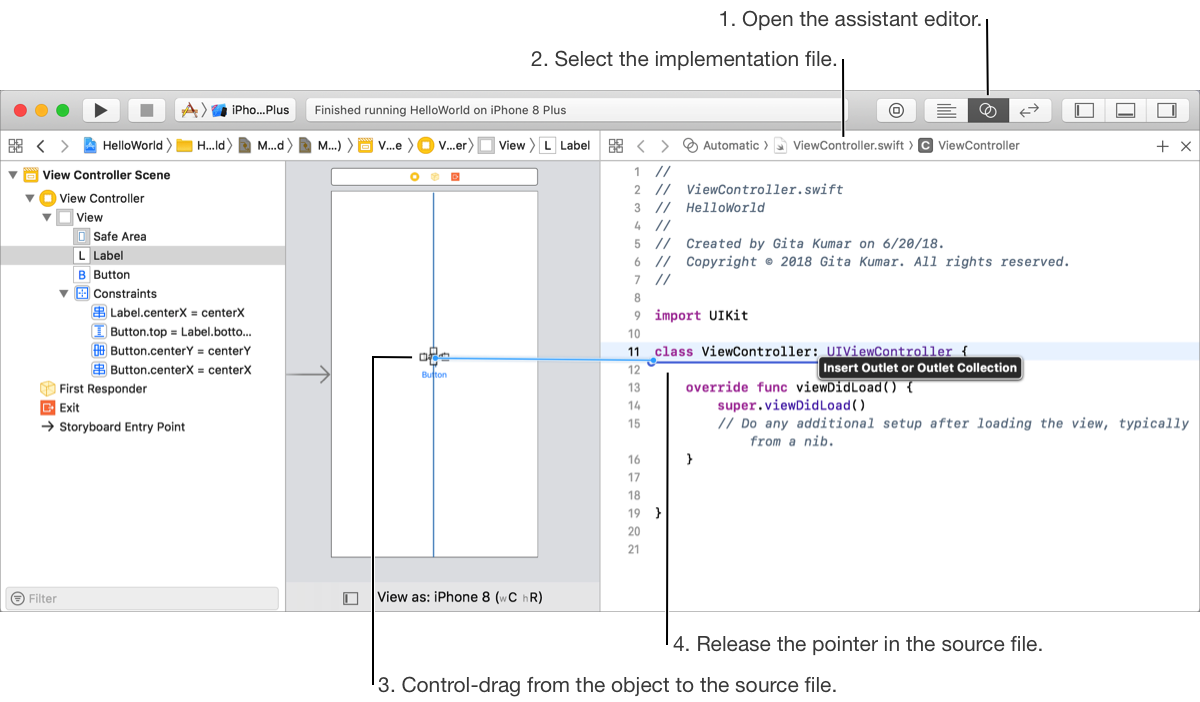 1. Open the assistant editor.
2. Select the implementation file.
iPho...Plus
Finished running HelloWorld on iPhone 8 Plus
HelloWorld
H...ld
M...d
M...)
V...e
V...er
View
L
Label
Automatic
ViewController.swift
C
ViewController
View Controller Scene
View Controller
View
Safe Area
L Label
B Button
Constraints
Label.centerX = centerX
Button.top = Label.botto...
Button.centerY = centerY
Button.centerX = centerX
First Responder
Exit
Storyboard Entry Point
Filter
Button
View as: iPhone 8 (wC hR)
1 //
2 // ViewController.swift
3 // HelloWorld
4 //
5 // Created by Gita Kumar on 6/20/18.
6 // Copyright © 2018 Gita Kumar. All rights reserved.
7 //
8
9 import UIKit
10
11 class ViewController: UIViewController {
12
Insert Outlet or Outlet Collection
13 override func viewDidLoad() {
14 super.viewDidLoad()
15 // Do any additional setup after loading the view, typically
from a nib.
16 }
17
18
19 }
20
21
4. Release the pointer in the source file.
3. Control-drag from the object to the source file.